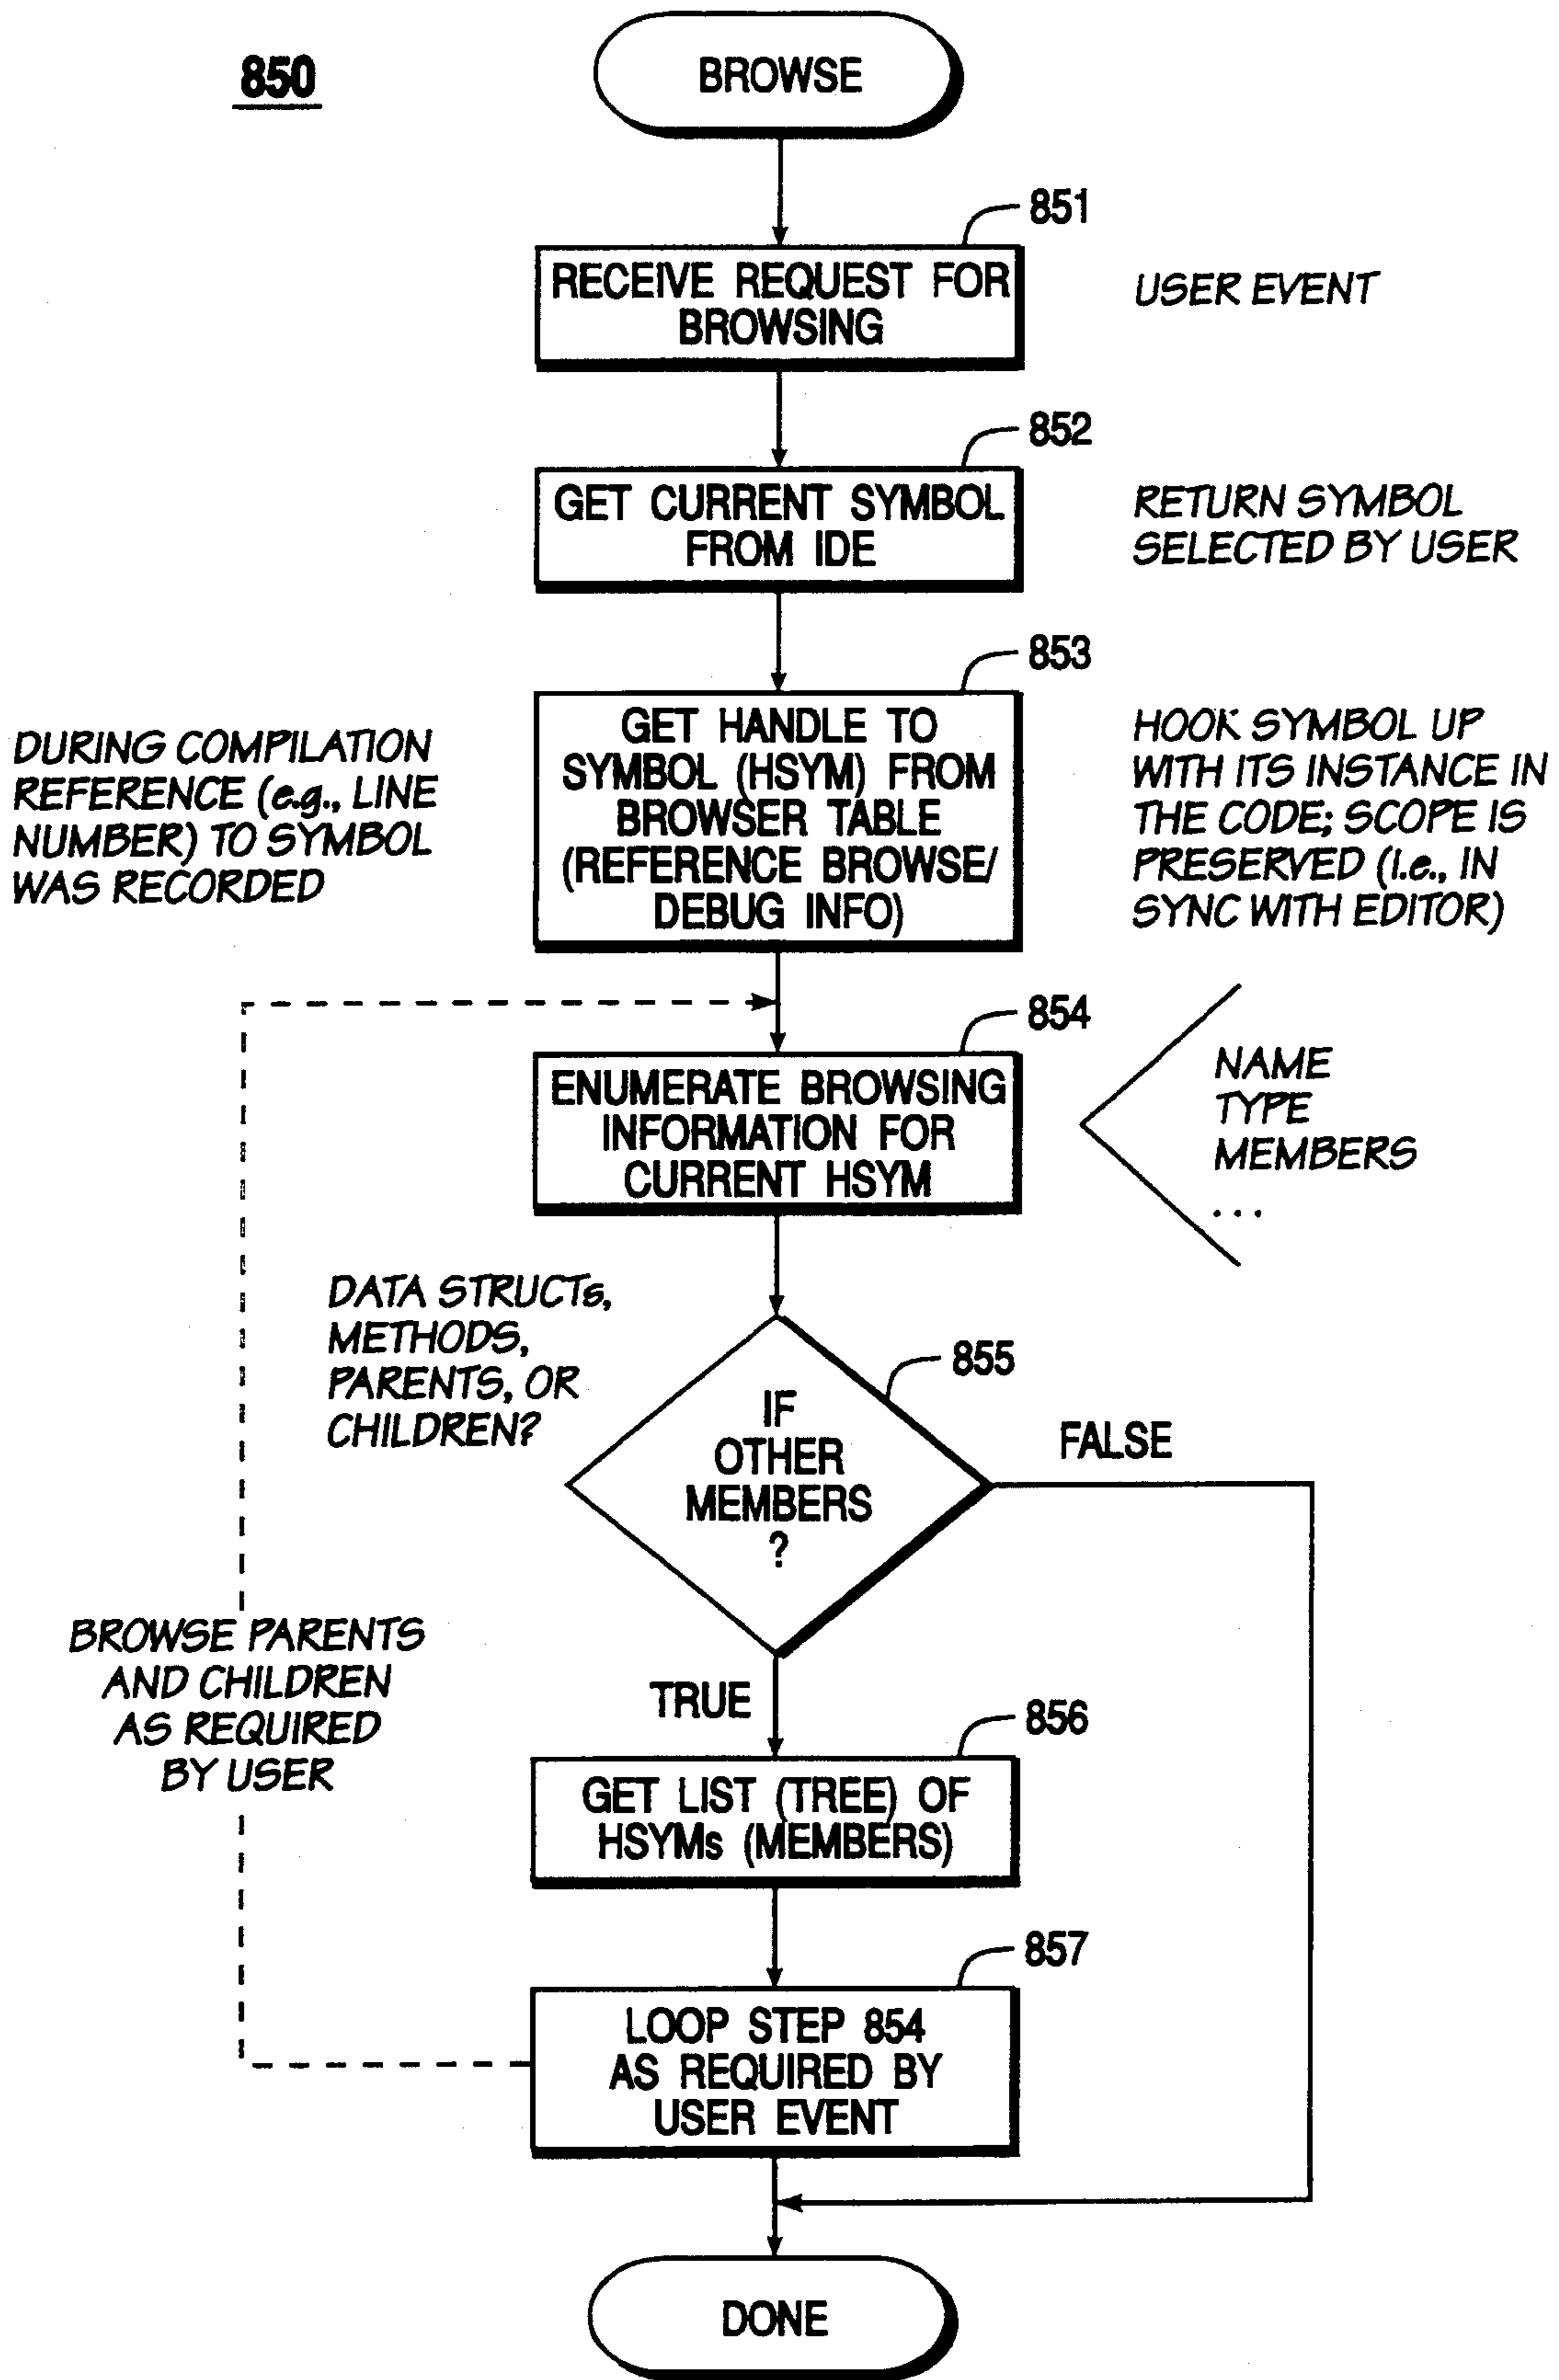 850
BROWSE
851
RECEIVE REQUEST FOR
BROWSING
USER EVENT
852
GET CURRENT SYMBOL
FROM IDE
RETURN SYMBOL
SELECTED BY USER
853
GET HANDLE TO
SYMBOL (HSYM) FROM
BROWSER TABLE
(REFERENCE BROWSE/
DEBUG INFO)
DURING COMPILATION
REFERENCE (e.g., LINE
NUMBER) TO SYMBOL
WAS RECORDED
HOOK SYMBOL UP
WITH ITS INSTANCE IN
THE CODE; SCOPE IS
PRESERVED (i.e., IN
SYNC WITH EDITOR)
854
ENUMERATE BROWSING
INFORMATION FOR
CURRENT HSYM
NAME
TYPE
MEMBERS
...
DATA STRUCTs,
METHODS,
PARENTS, OR
CHILDREN?
855
IF
OTHER
MEMBERS
?
FALSE
BROWSE PARENTS
AND CHILDREN
AS REQUIRED
BY USER
TRUE
856
GET LIST (TREE) OF
HSYMs (MEMBERS)
857
LOOP STEP 854
AS REQUIRED BY
USER EVENT
DONE